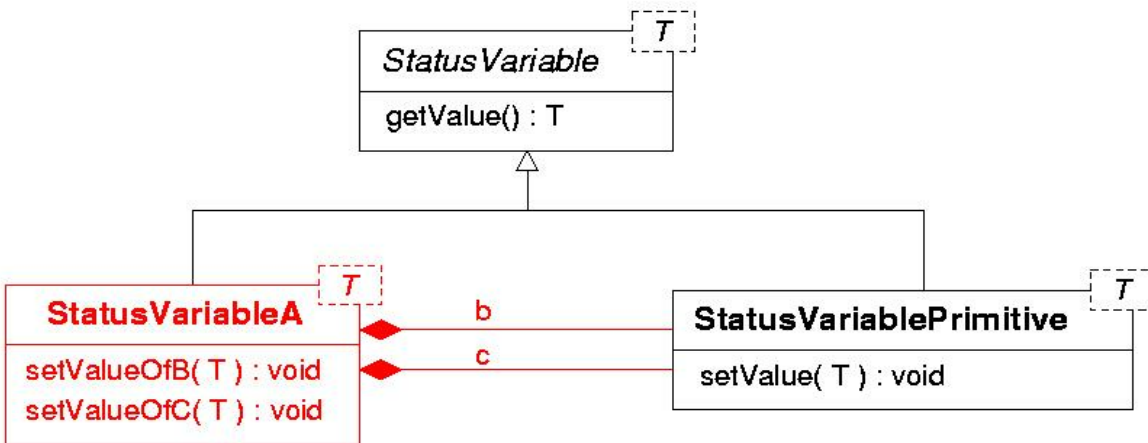 T
StatusVariable
getValue() : T
T
StatusVariableA
setValueOfB( T ) : void
setValueOfC( T ) : void
b
c
T
StatusVariablePrimitive
setValue( T ) : void